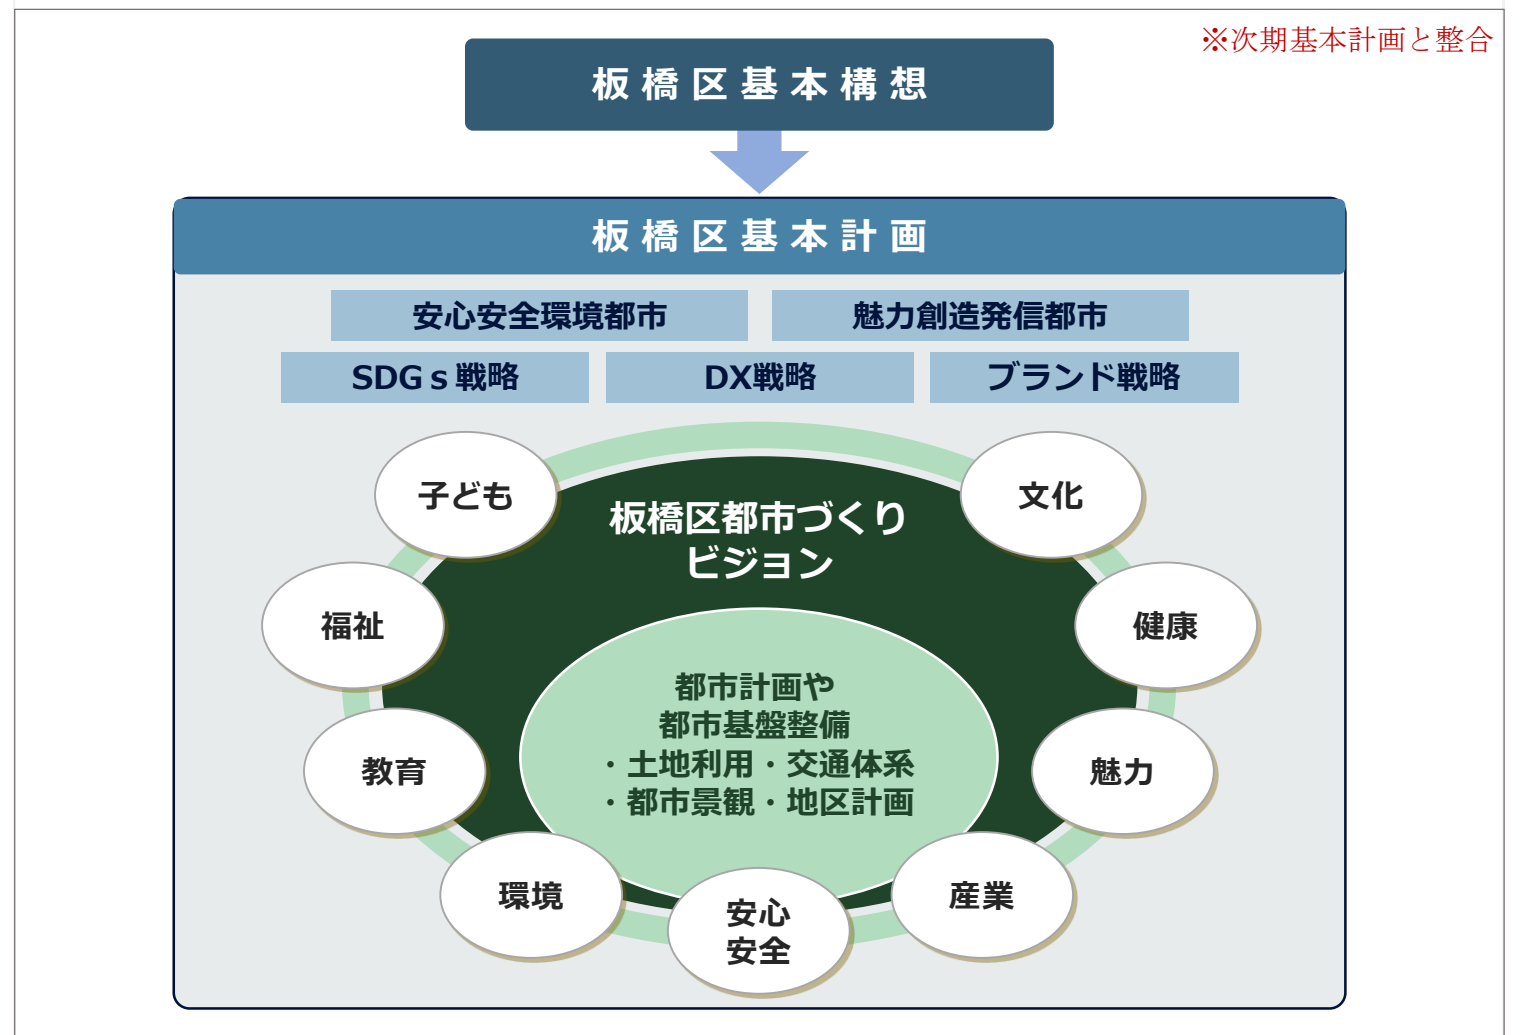 ※次期基本計画と整合
板橋区基本構想
板橋区基本計画
安心安全環境都市
魅力創造発信都市
SDGｓ戦略
DX戦略
ブランド戦略
子ども
文化
板橋区都市づくり
ビジョン
福祉
健康
都市計画や
都市基盤整備
・土地利用・交通体系
・都市景観・地区計画
教育
魅力
環境
産業
安心
安全